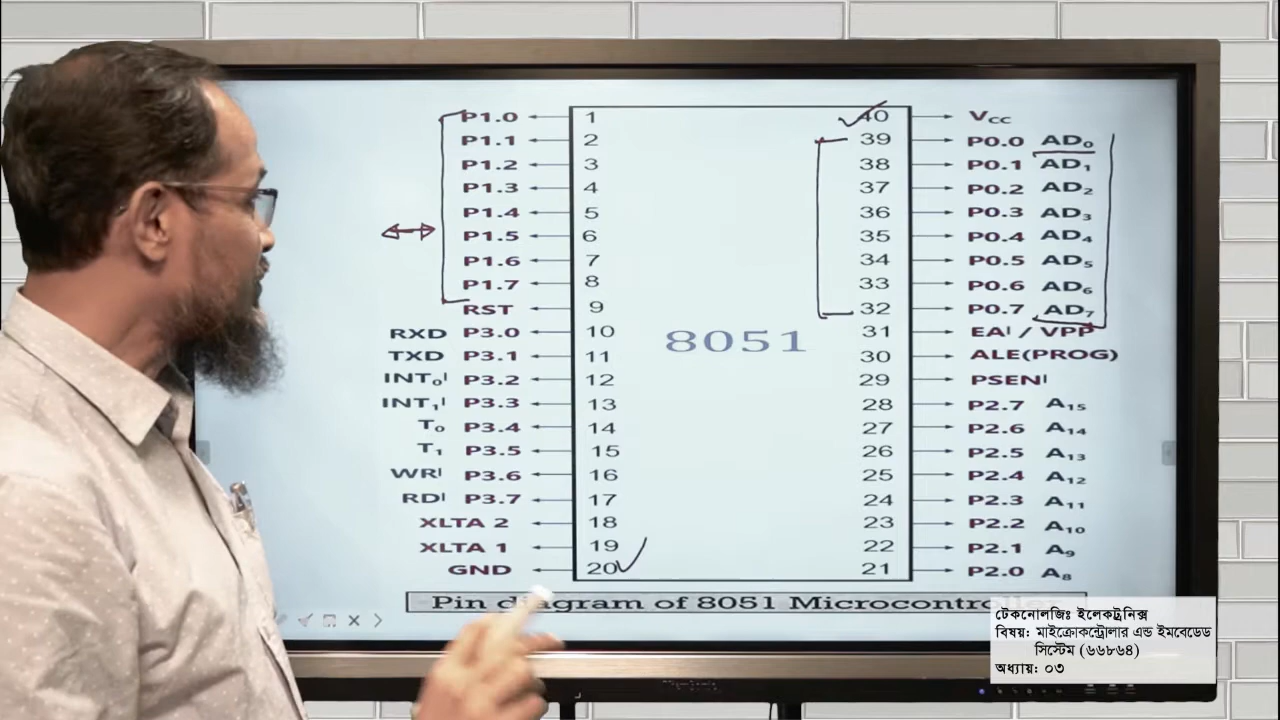 P1.0 1 40 VCC
P1.1 2 39 P0.0 AD0
P1.2 3 38 P0.1 AD1
P1.3 4 37 P0.2 AD2
P1.4 5 36 P0.3 AD3
P1.5 6 35 P0.4 AD4
P1.6 7 34 P0.5 AD5
P1.7 8 33 P0.6 AD6
RST 9 32 P0.7 AD7
RXD P3.0 10 8051 31 EAI / VPP
TXD P3.1 11 30 ALE(PROG)
INT0I P3.2 12 29 PSENI
INT1I P3.3 13 28 P2.7 A15
T0 P3.4 14 27 P2.6 A14
T1 P3.5 15 26 P2.5 A13
WRI P3.6 16 25 P2.4 A12
RDI P3.7 17 24 P2.3 A11
XLTA 2 18 23 P2.2 A10
XLTA 1 19 22 P2.1 A9
GND 20 21 P2.0 A8
Pin diagram of 8051
টেকনোলজিঃ ইলেকট্রনিক্স
বিষয়: মাইক্রোকন্ট্রোলার এন্ড ইমবেডেড
সিস্টেম (৬৬৮৬৪)
অধ্যায়: ০৩